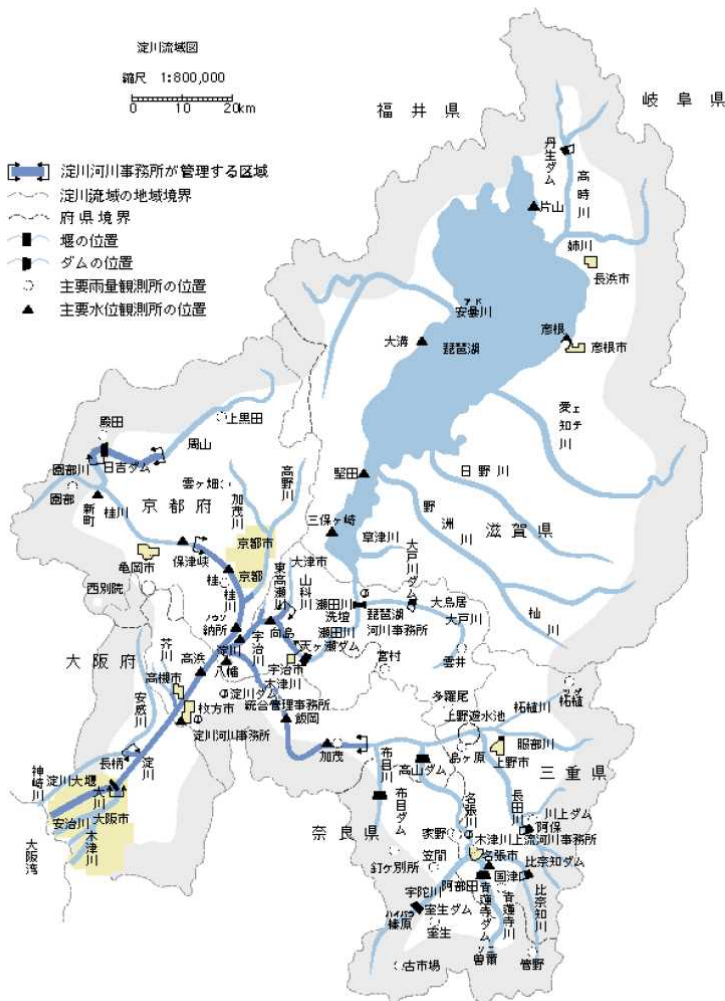 淀川流域図
縮尺 1:800,000
0 10 20km
淀川河川事務所が管理する区域
淀川流域の地域境界
府県境界
堰の位置
ダムの位置
主要雨量観測所の位置
主要水位観測所の位置
福井県
岐阜県
丹生ダム
高時川
片山
姉川
長浜市
アド
安曇川
大溝
琵琶湖
彦根
彦根市
愛知川
ェチ
日野川
野洲川
滋賀県
杣川
堅田
三保ヶ崎
草津川
大戸川ダム
大鳥居
大戸川
雲井
殿田
上黒田
周山
園部川
日吉ダム
園部
新町
桂川
京都府
雲ヶ畑
加茂川
高野川
京都市
京都
保津峡
亀岡市
西別院
桂
桂川
東高瀬川
山科川
大津市
瀬田川
洗堰
琵琶湖
河川事務所
瀬田川
納所
向島
宇治川
天ヶ瀬ダム
宇治市
淀川
木津川
宮村
大阪府
芥川
高浜
八幡
高槻市
枚方市
淀川ダム
統合管理事務所
飯岡
淀川河川事務所
安威川
長柄
淀川
神崎川
淀川大堰
大川
大阪市
安治川
木津川
大阪湾
加茂
多羅尾
上野遊水池
柘植川
柘植
ツゲ
服部川
上野市
島ヶ原
三重県
布目川
布目ダム
高山ダム
名張川
長田川
川上ダム
阿保
奈良県
家野
木津川上流河川事務所
笠間
名張市
比奈知ダム
釘ヶ別所
阿部田
国津
宇陀川
室生ダム
ハイバラ
榛原
室生
青蓮寺ダム
青蓮寺川
比奈知川
古市場
ソニ
曽爾
菅野